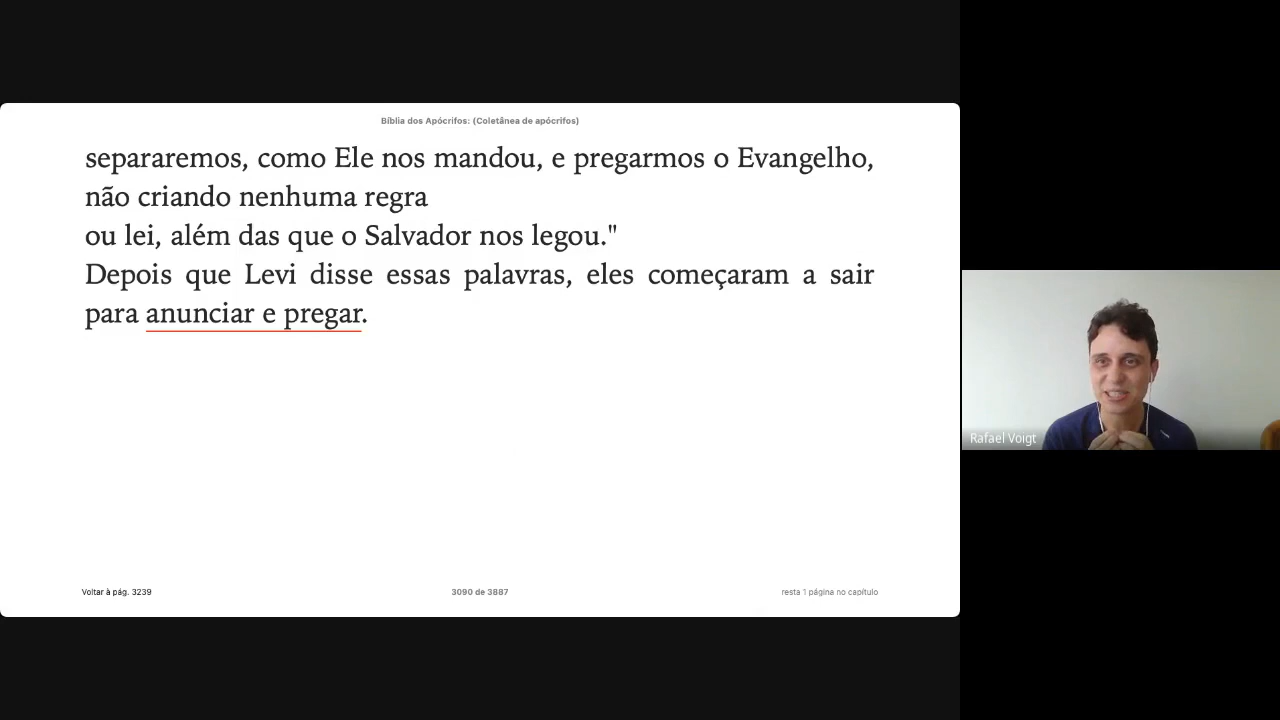 Bíblia dos Apócrifos: (Coletânea de apócrifos)
separaremos, como Ele nos mandou, e pregarmos o Evangelho,
não criando nenhuma regra
ou lei, além das que o Salvador nos legou."
Depois que Levi disse essas palavras, eles começaram a sair
para anunciar e pregar.
Voltar à pág. 3239
3090 de 3887
resta 1 página no capítulo
Rafael Voigt